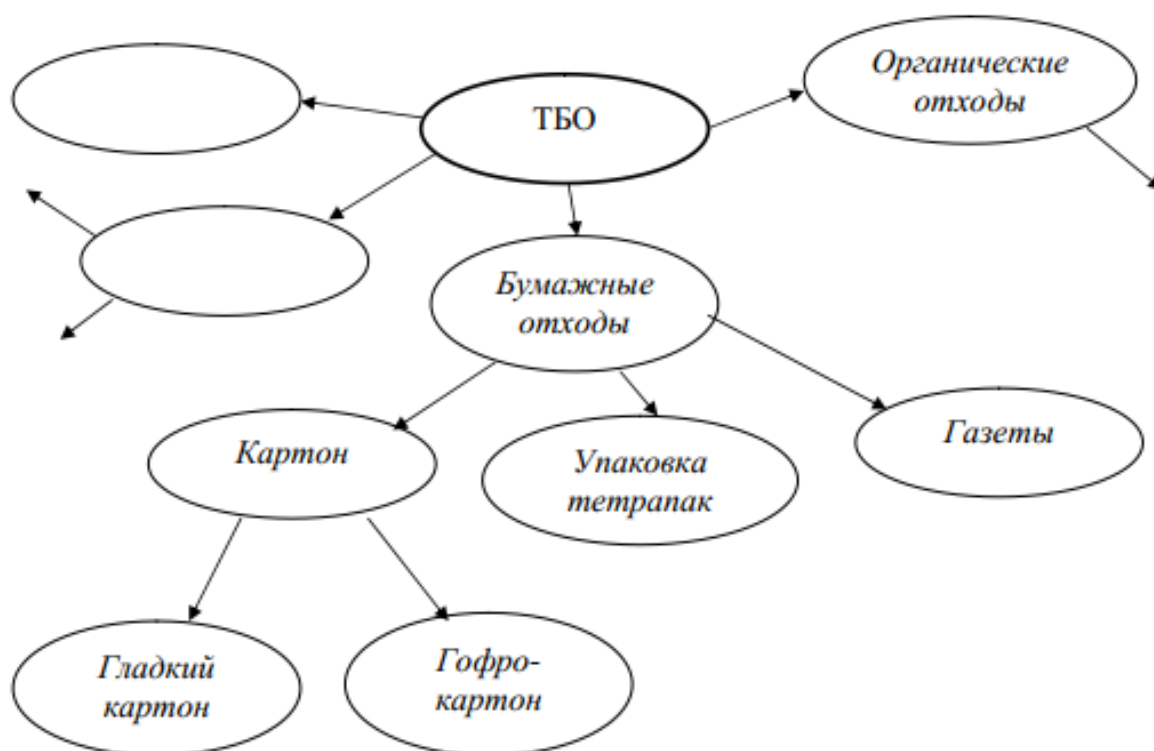 ТБО
Органические
отходы
Бумажные
отходы
Картон
Упаковка
тетрапак
Газеты
Гладкий
картон
Гофро-
картон